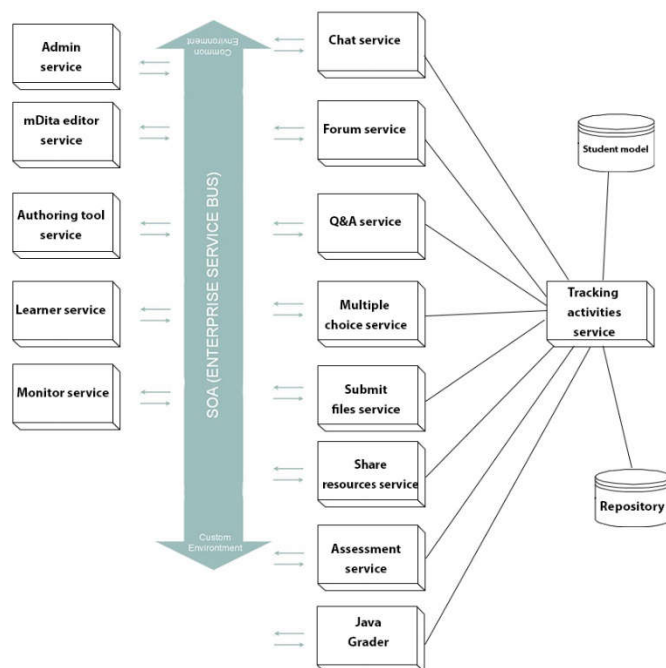 Admin
service
mDita editor
service
Authoring tool
service
Learner service
Monitor service
Common
Environment
SOA (ENTERPRISE SERVICE BUS)
Custom
Environtment
Chat service
Forum service
Q&A service
Multiple
choice service
Submit
files service
Share
resources service
Assessment
service
Java
Grader
Tracking
activities
service
Student model
Repository